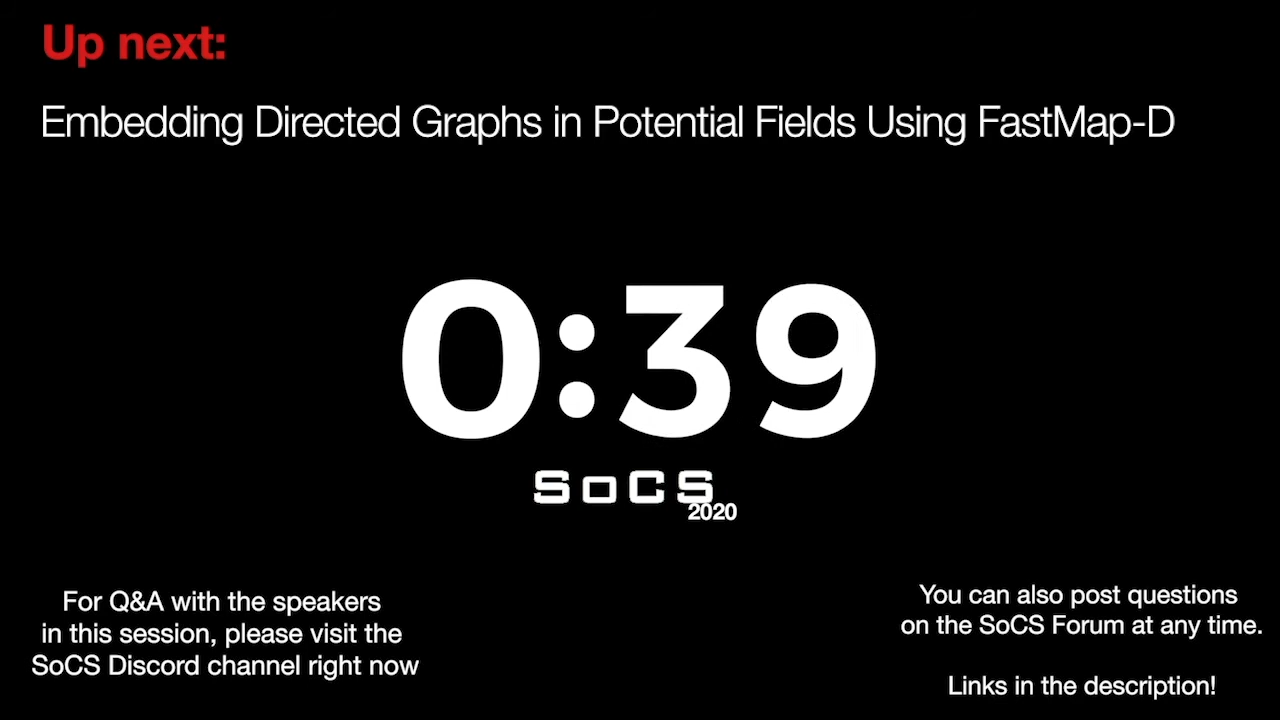 Up next:
Embedding Directed Graphs in Potential Fields Using FastMap-D
0:39
SoCS
2020
For Q&A with the speakers
in this session, please visit the
SoCS Discord channel right now
You can also post questions
on the SoCS Forum at any time.
Links in the description!